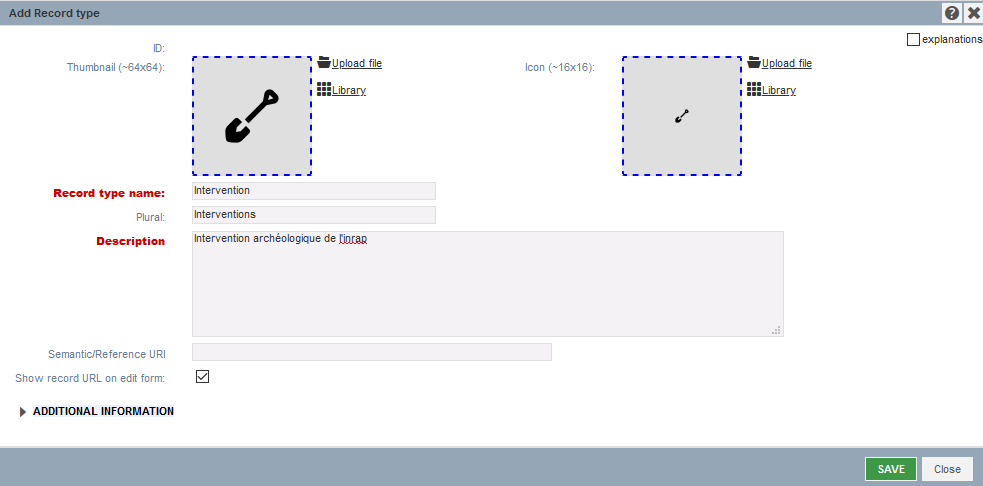 Add Record type
explanations
ID:
Thumbnail (~64x64):
Upload file
Library
Icon (~16x16):
Upload file
Library
Record type name:
Intervention
Plural:
Interventions
Description
Intervention archéologique de l'inrap
Semantic/Reference URI
Show record URL on edit form:
ADDITIONAL INFORMATION
SAVE
Close